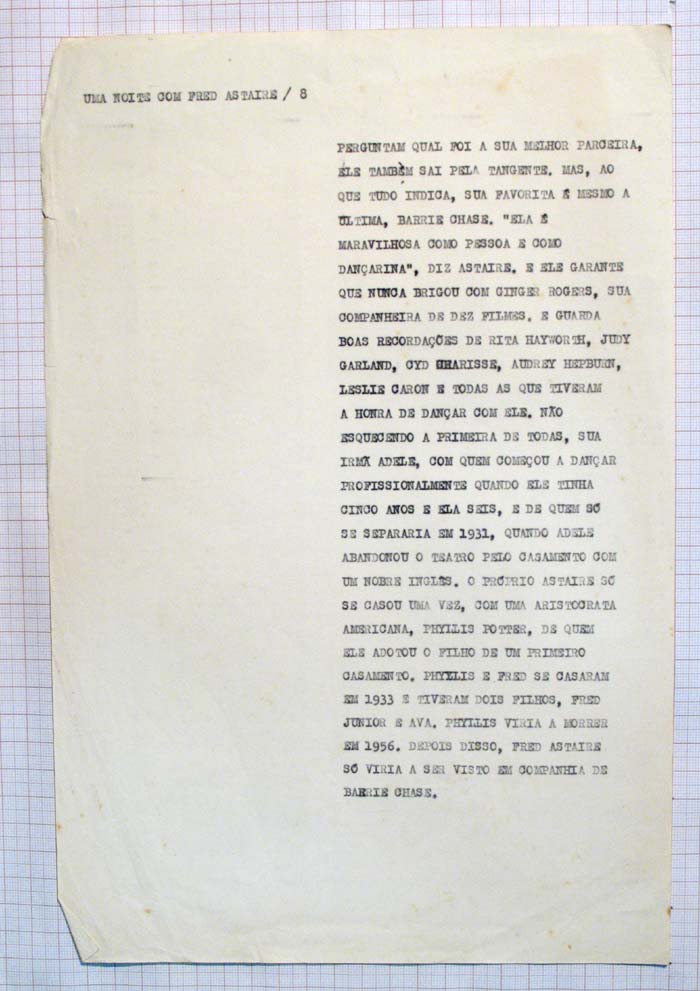 UMA NOITE COM FRED ASTAIRE / 8
PERGUNTAM QUAL FOI A SUA MELHOR PARCEIRA,
ÊLE TAMBÉM SAI PELA TANGENTE. MAS, AO
QUE TUDO INDICA, SUA FAVORITA É MESMO A
ÚLTIMA, BARRIE CHASE. "ELA É
MARAVILHOSA COMO PESSOA E COMO
DANÇARINA", DIZ ASTAIRE. E ELE GARANTE
QUE NUNCA BRIGOU COM GINGER ROGERS, SUA
COMPANHEIRA DE DEZ FILMES. E GUARDA
BOAS RECORDAÇÕES DE RITA HAYWORTH, JUDY
GARLAND, CYD CHARISSE, AUDREY HEPBURN,
LESLIE CARON E TODAS AS QUE TIVERAM
A HONRA DE DANÇAR COM ELE. NÃO
ESQUECENDO A PRIMEIRA DE TODAS, SUA
IRMÃ ADELE, COM QUEM COMEÇOU A DANÇAR
PROFISSIONALMENTE QUANDO ELE TINHA
CINCO ANOS E ELA SEIS, E DE QUEM SÓ
SE SEPARARIA EM 1931, QUANDO ADELE
ABANDONOU O TEATRO PELO CASAMENTO COM
UM NOBRE INGLÊS. O PRÓPRIO ASTAIRE SÓ
SE CASOU UMA VEZ, COM UMA ARISTOCRATA
AMERICANA, PHYLLIS POTTER, DE QUEM
ELE ADOTOU O FILHO DE UM PRIMEIRO
CASAMENTO. PHYLLIS E FRED SE CASARAM
EM 1933 E TIVERAM DOIS FILHOS, FRED
JUNIOR E AVA. PHYLLIS VIRIA A MORRER
EM 1956. DEPOIS DISSO, FRED ASTAIRE
SÓ VIRIA A SER VISTO EM COMPANHIA DE
BARRIE CHASE.